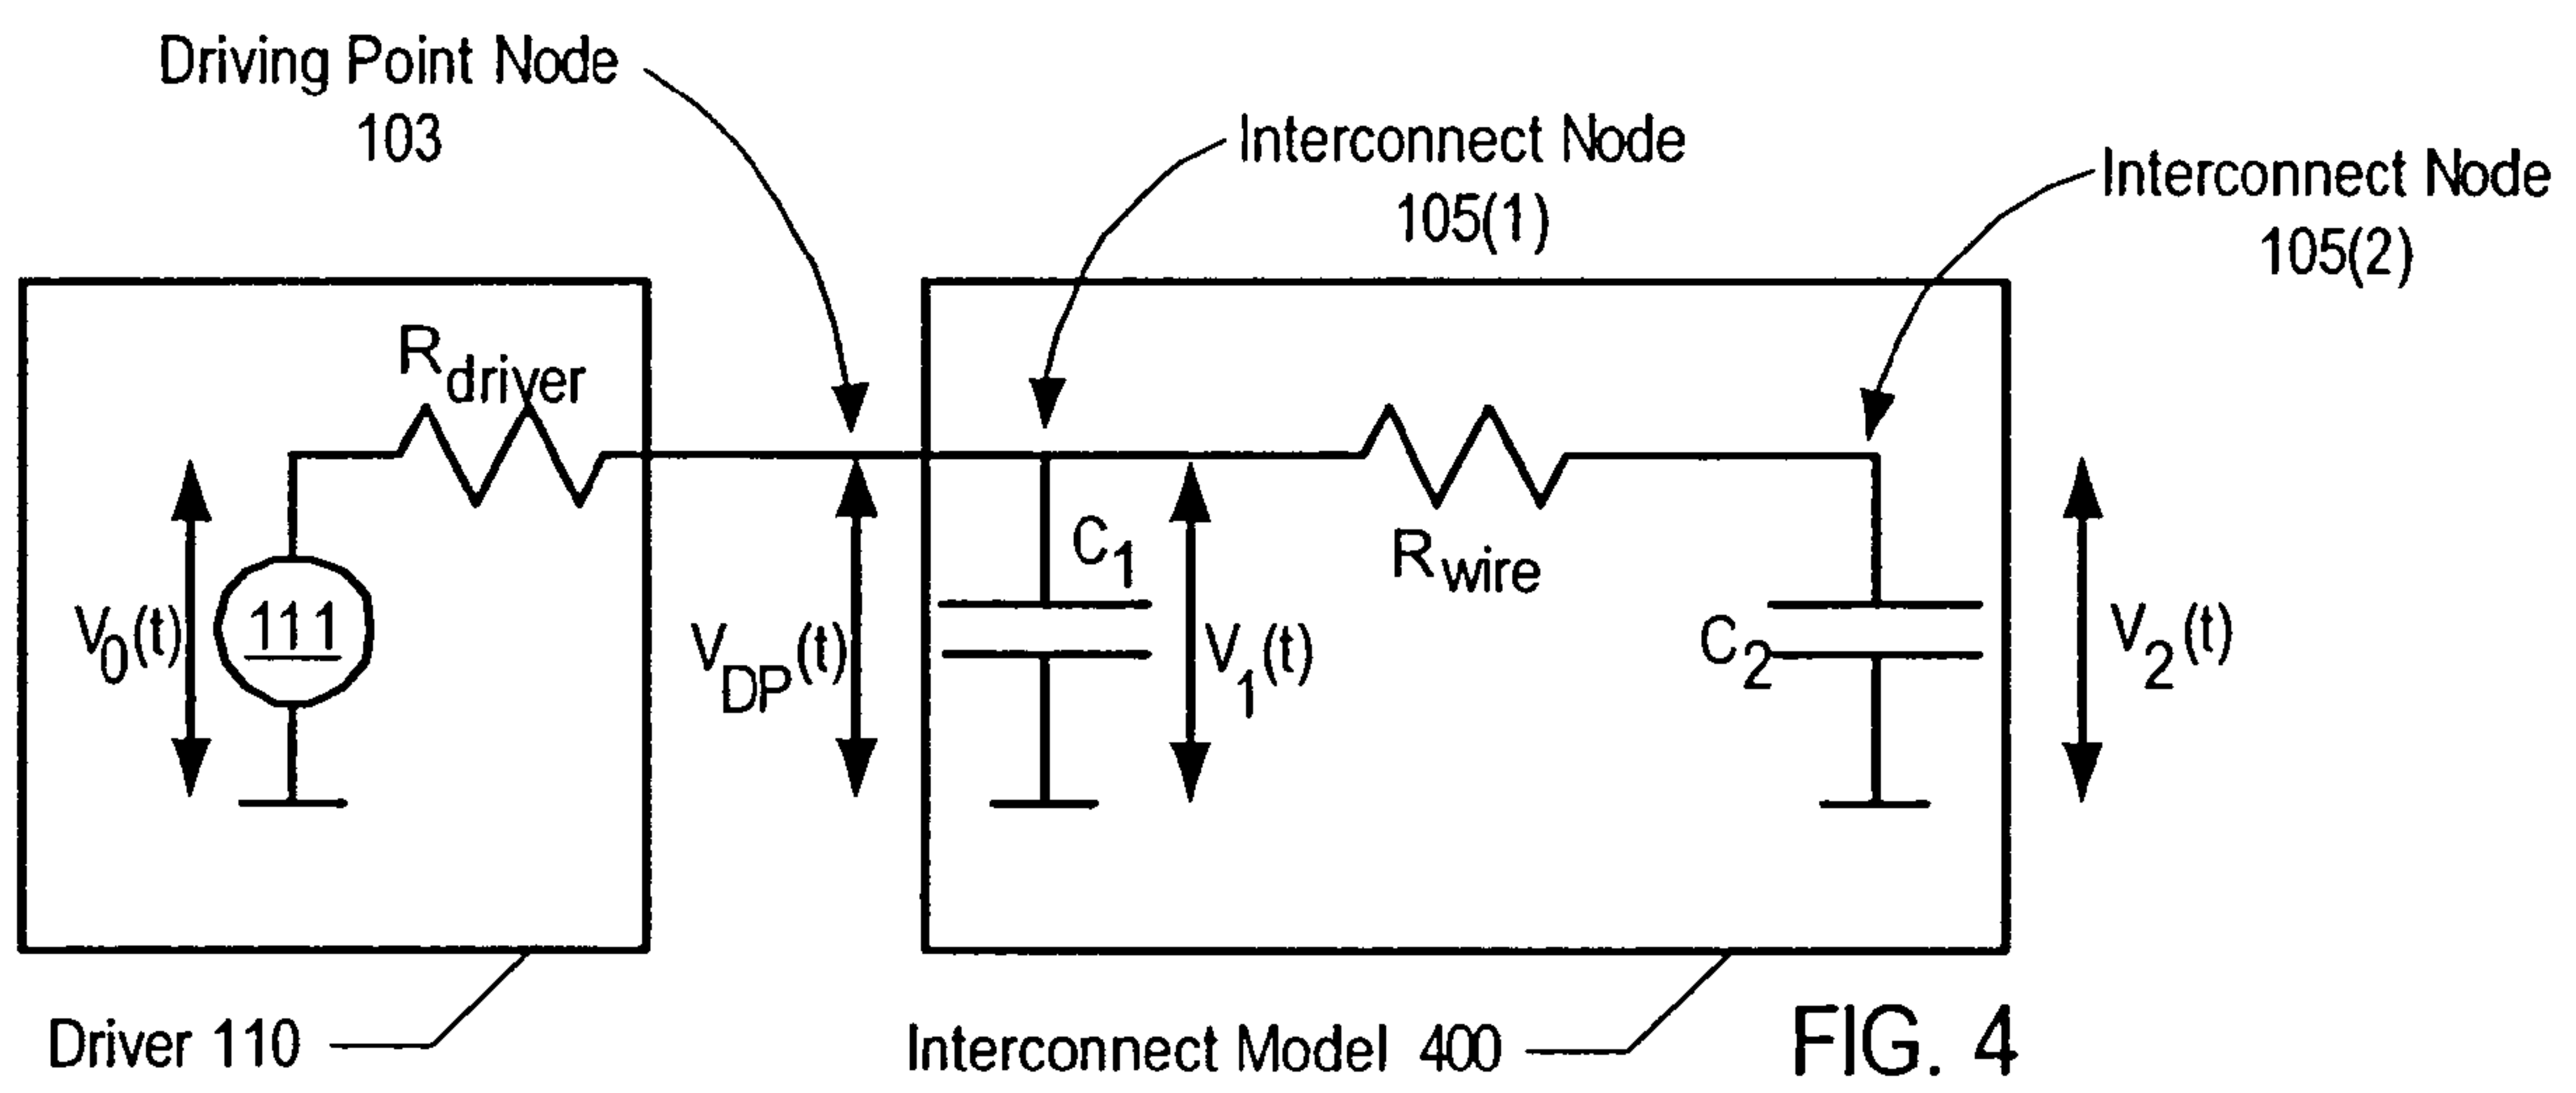 Driving Point Node
103
Interconnect Node
105(1)
Interconnect Node
105(2)
Rdriver
V0(t)
111
VDP(t)
C1
V1(t)
Rwire
C2
V2(t)
Driver 110
Interconnect Model 400
FIG. 4